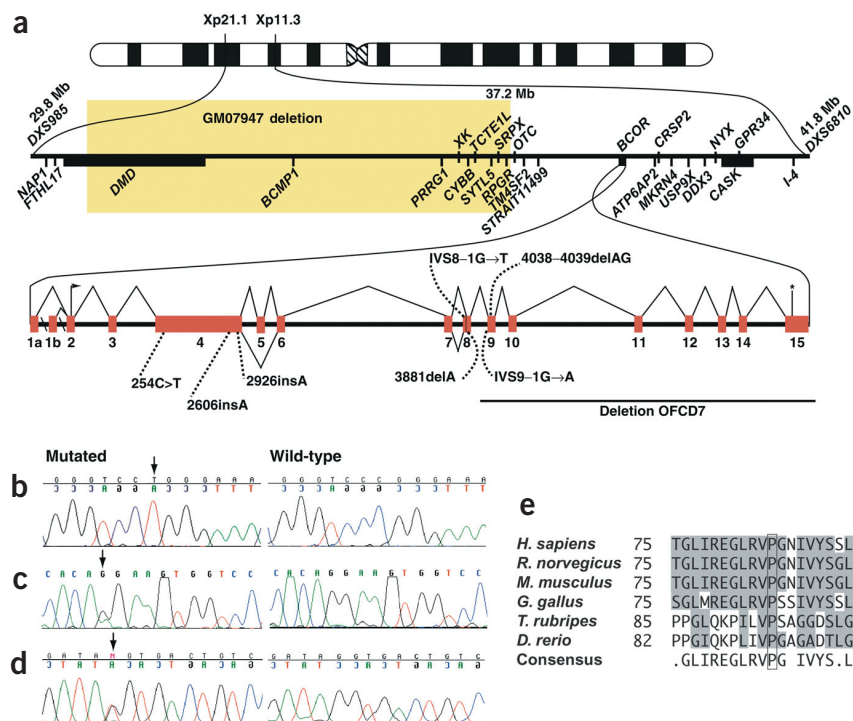 a
Xp21.1 Xp11.3
29.8 Mb
DXS985
GM07947 deletion
37.2 Mb
41.8 Mb
DXS6810
NAP1
FTHL17
DMD
BCMP1
PRRG1
XK
CYBB
TCTE1L
SYTL5
SRPX
RPGR
OTC
TM4SF2
STRAIT11499
BCOR
ATP6AP2
CRSP2
MKRN4
USP9X
DDX3
NYX
CASK
GPR34
I-4
IVS8–1G→T 4038–4039delAG
*
1a 1b 2 3 4 5 6 7 8 9 10 11 12 13 14 15
254C>T
2606insA
2926insA
3881delA
IVS9–1G→A
Deletion OFCD7
Mutated Wild-type
b
G G G T C C T G G G A A A
C C C A G G A C C C T T T
G G G T C C C G G G A A A
C C C A G G G C C C T T T
c
C A C A G G A A G T G G T C C
C A C A G G A A G T G G T C C
d
G A T A N G T G A C T G T C
C T A T A C A C T G A C A G
e
H. sapiens 75 TGLIREGLRVPGNIVYSSL
R. norvegicus 75 TGLIREGLRVPGNIVYSSL
M. musculus 75 TGLIREGLRVPGNIVYSSL
G. gallus 75 SGLMREGLRVPSSIVYSSL
T. rubripes 85 PPGLQKPILVPSAGGDSLG
D. rerio 82 PPGIQKPLIVPGAGADTLG
Consensus .GLIREGLRVPG IVYS.L